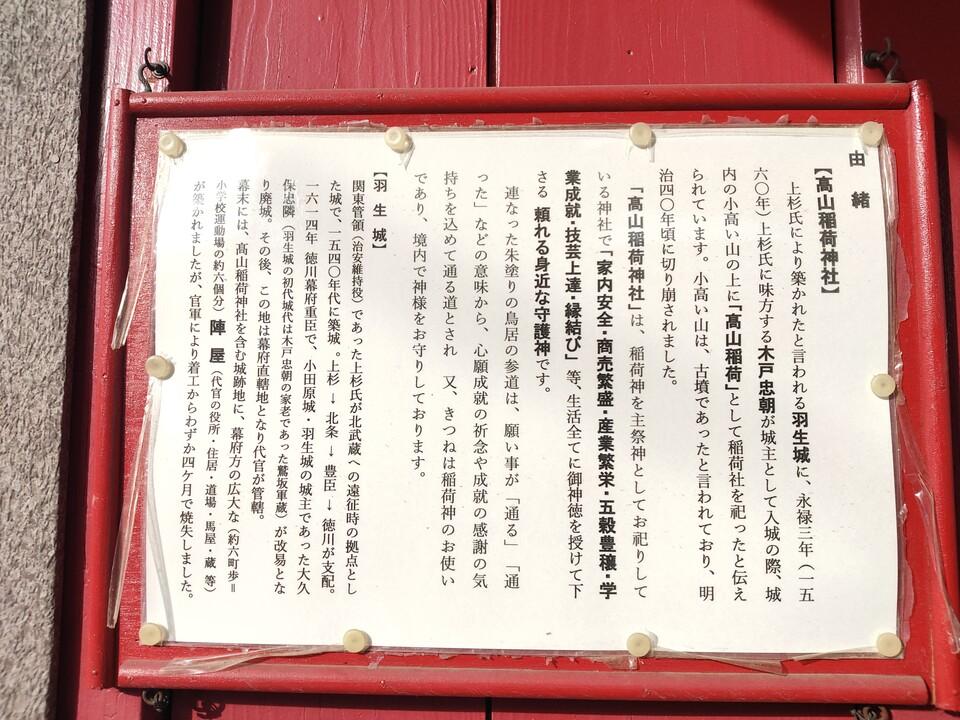 由　緒
【高山稲荷神社】
上杉氏により築かれたと言われる羽生城に、永禄三年（一五
六〇年）上杉氏に味方する木戸忠朝が城主として入城の際、城
内の小高い山の上に「高山稲荷」として稲荷社を祀ったと伝え
られています。小高い山は、古墳であったと言われており、明
治四〇年頃に切り崩されました。
「高山稲荷神社」は、稲荷神を主祭神としてお祀りして
いる神社で「家内安全・商売繁盛・産業繁栄・五穀豊穣・学
業成就・技芸上達・縁結び」等、生活全てに御神徳を授けて下
さる　頼れる身近な守護神です。
連なった朱塗りの鳥居の参道は、願い事が「通る」「通
った」などの意味から、心願成就の祈念や成就の感謝の気
持ちを込めて通る道とされ　又、きつねは稲荷神のお使い
であり、境内で神様をお守りしております。
【羽　生　城】
関東管領（治安維持役）であった上杉氏が北武蔵への遠征時の拠点とし
た城で、一五四〇年代に築城。上杉 → 北条 → 豊臣 → 徳川が支配。
一六一四年 徳川幕府重臣で、小田原城・羽生城の城主であった大久
保忠隣（羽生城の初代城代は木戸忠朝の家老であった鷲坂軍蔵）が改易とな
り廃城。その後、この地は幕府直轄地となり代官が管轄。
幕末には、高山稲荷神社を含む城跡地に、幕府方の広大な（約六町歩＝
小学校運動場の約六個分）陣　屋（代官の役所・住居・道場・馬屋・蔵 等）
が築かれましたが、官軍により着工からわずか四ケ月で焼失しました。